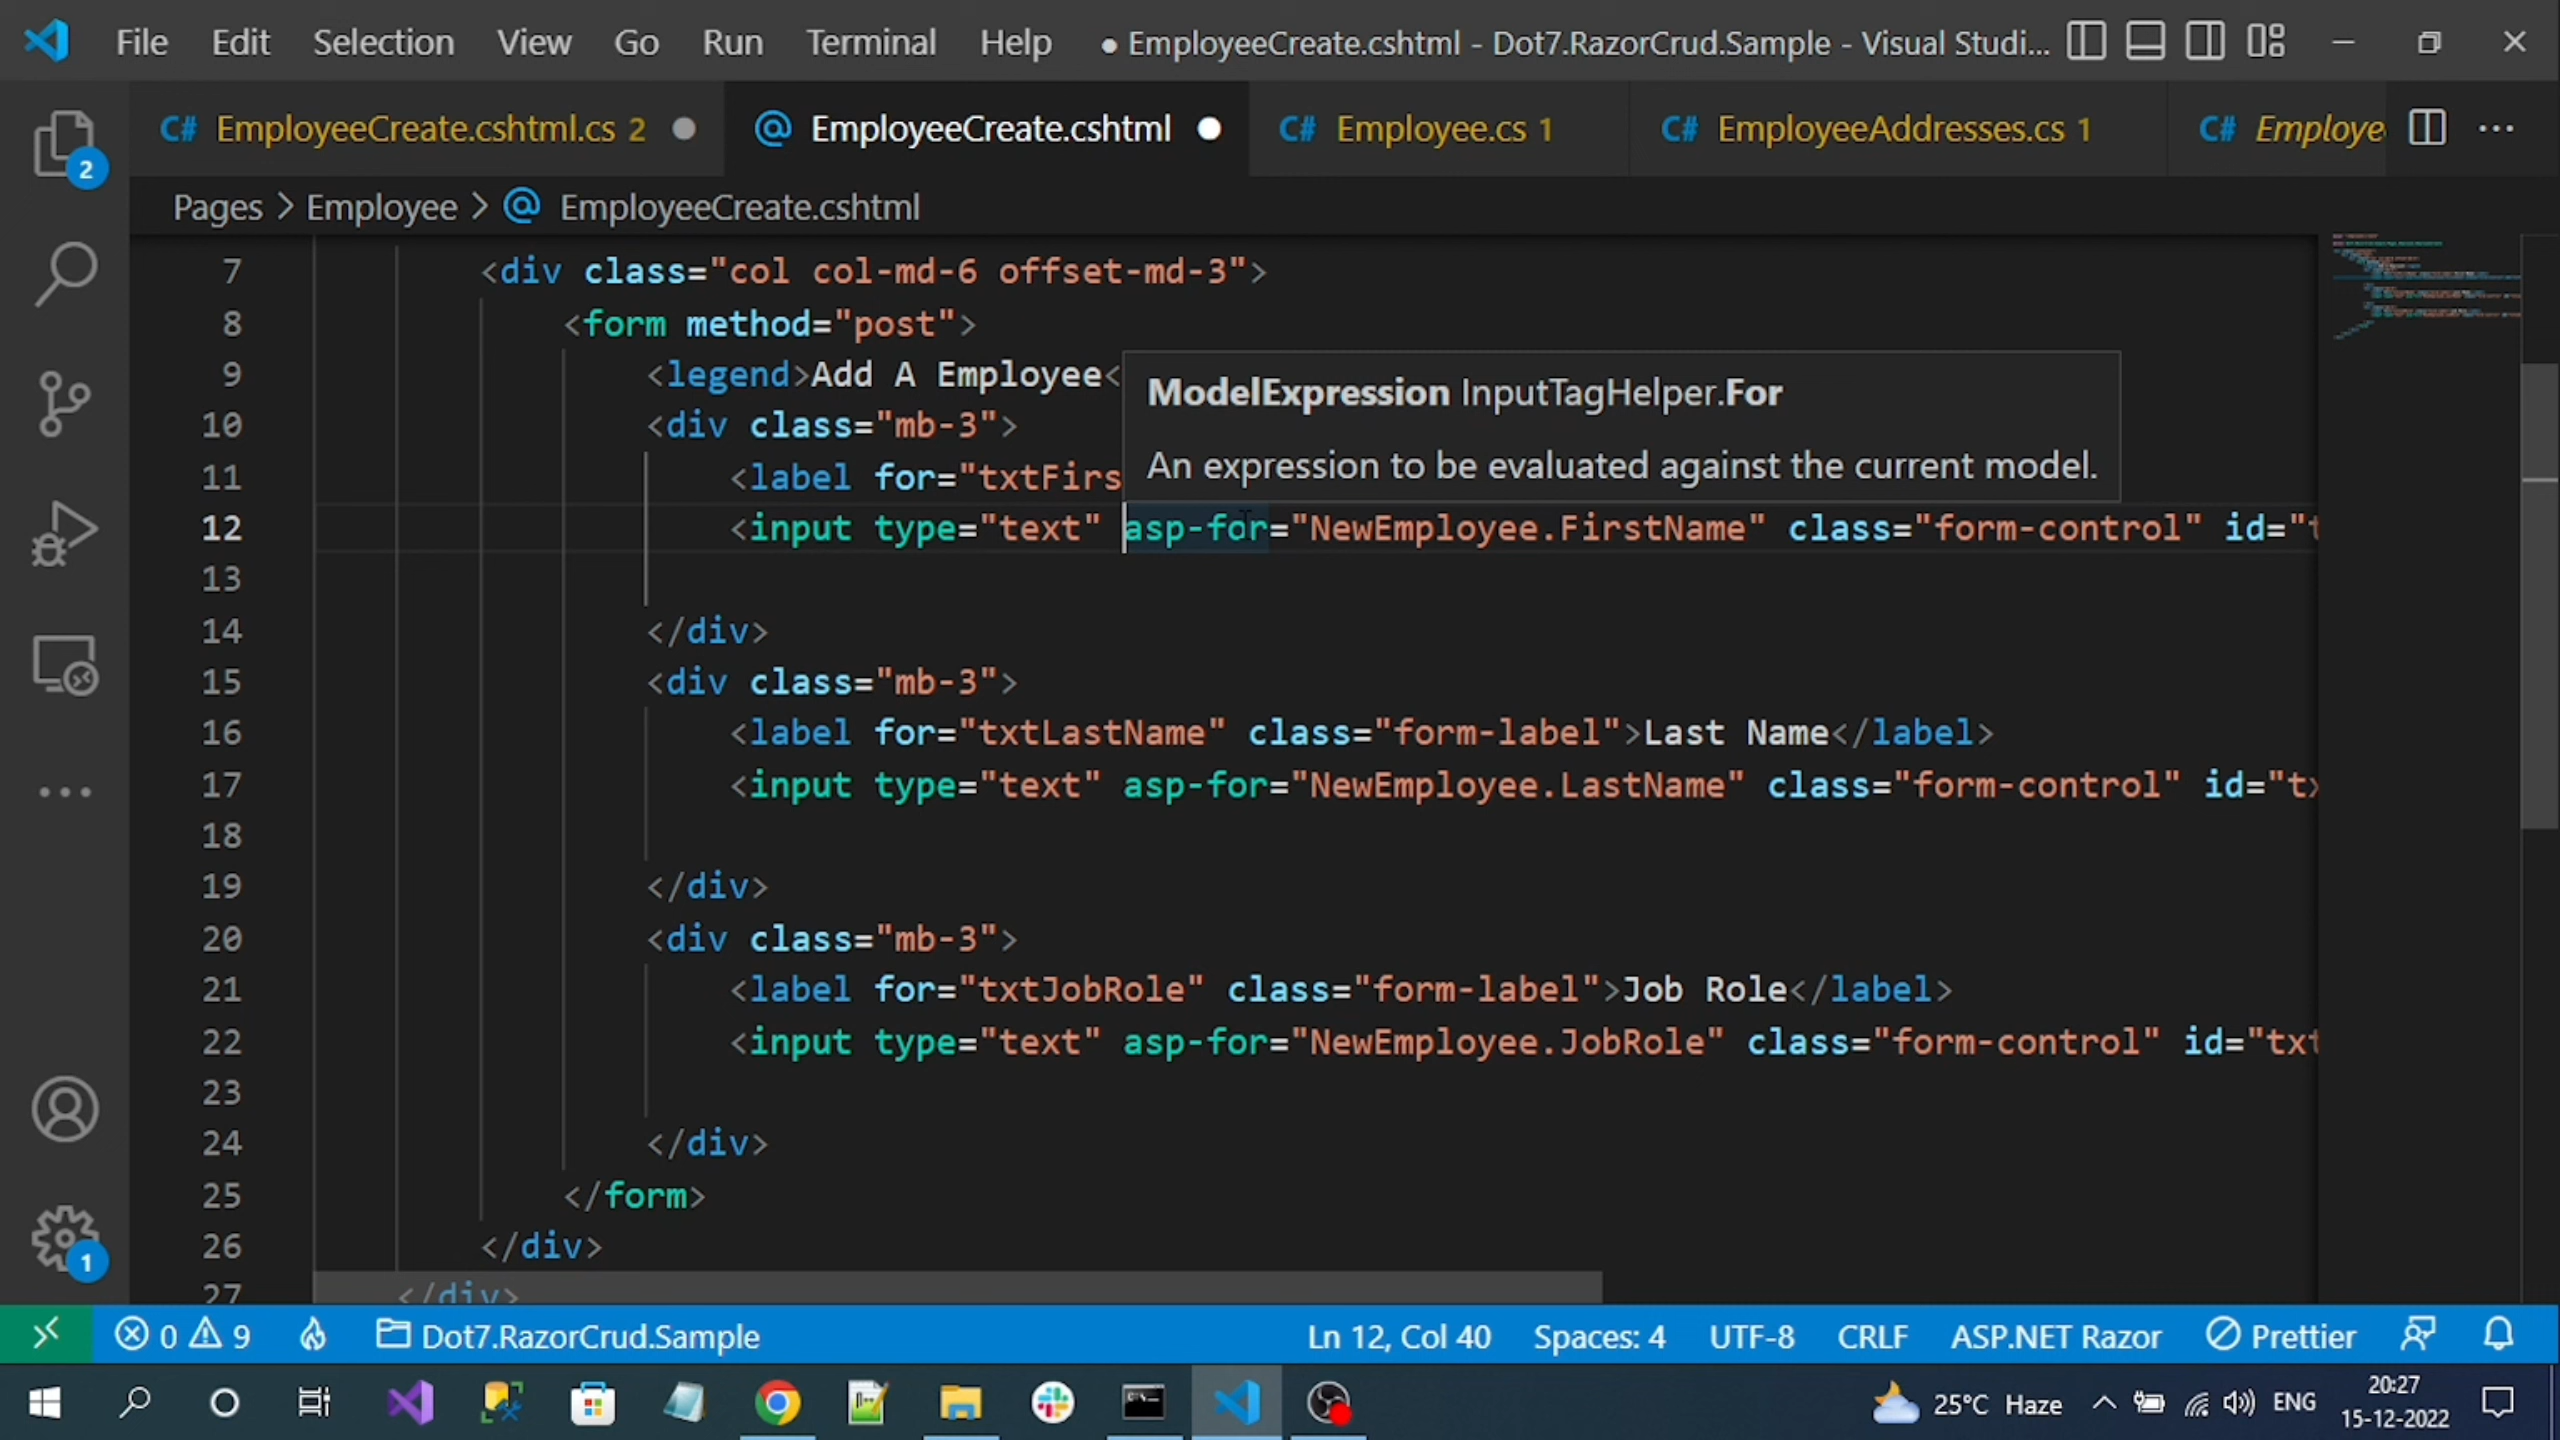 File Edit Selection View Go Run Terminal Help ● EmployeeCreate.cshtml - Dot7.RazorCrud.Sample - Visual Studi...
C# EmployeeCreate.cshtml.cs 2 @ EmployeeCreate.cshtml C# Employee.cs 1 C# EmployeeAddresses.cs 1 C# Employe
2
Pages > Employee > @ EmployeeCreate.cshtml
7 <div class="col col-md-6 offset-md-3">
8 <form method="post">
9 <legend>Add A Employee<
ModelExpression InputTagHelper.For
10 <div class="mb-3">
An expression to be evaluated against the current model.
11 <label for="txtFirs
12 <input type="text" asp-for="NewEmployee.FirstName" class="form-control" id="t
13
14 </div>
15 <div class="mb-3">
16 <label for="txtLastName" class="form-label">Last Name</label>
17 <input type="text" asp-for="NewEmployee.LastName" class="form-control" id="tx
18
19 </div>
20 <div class="mb-3">
21 <label for="txtJobRole" class="form-label">Job Role</label>
22 <input type="text" asp-for="NewEmployee.JobRole" class="form-control" id="txt
23
24 </div>
25 </form>
26 </div>
1
27 </div>
0 9 Dot7.RazorCrud.Sample Ln 12, Col 40 Spaces: 4 UTF-8 CRLF ASP.NET Razor Prettier
25°C Haze ENG 20:27
15-12-2022